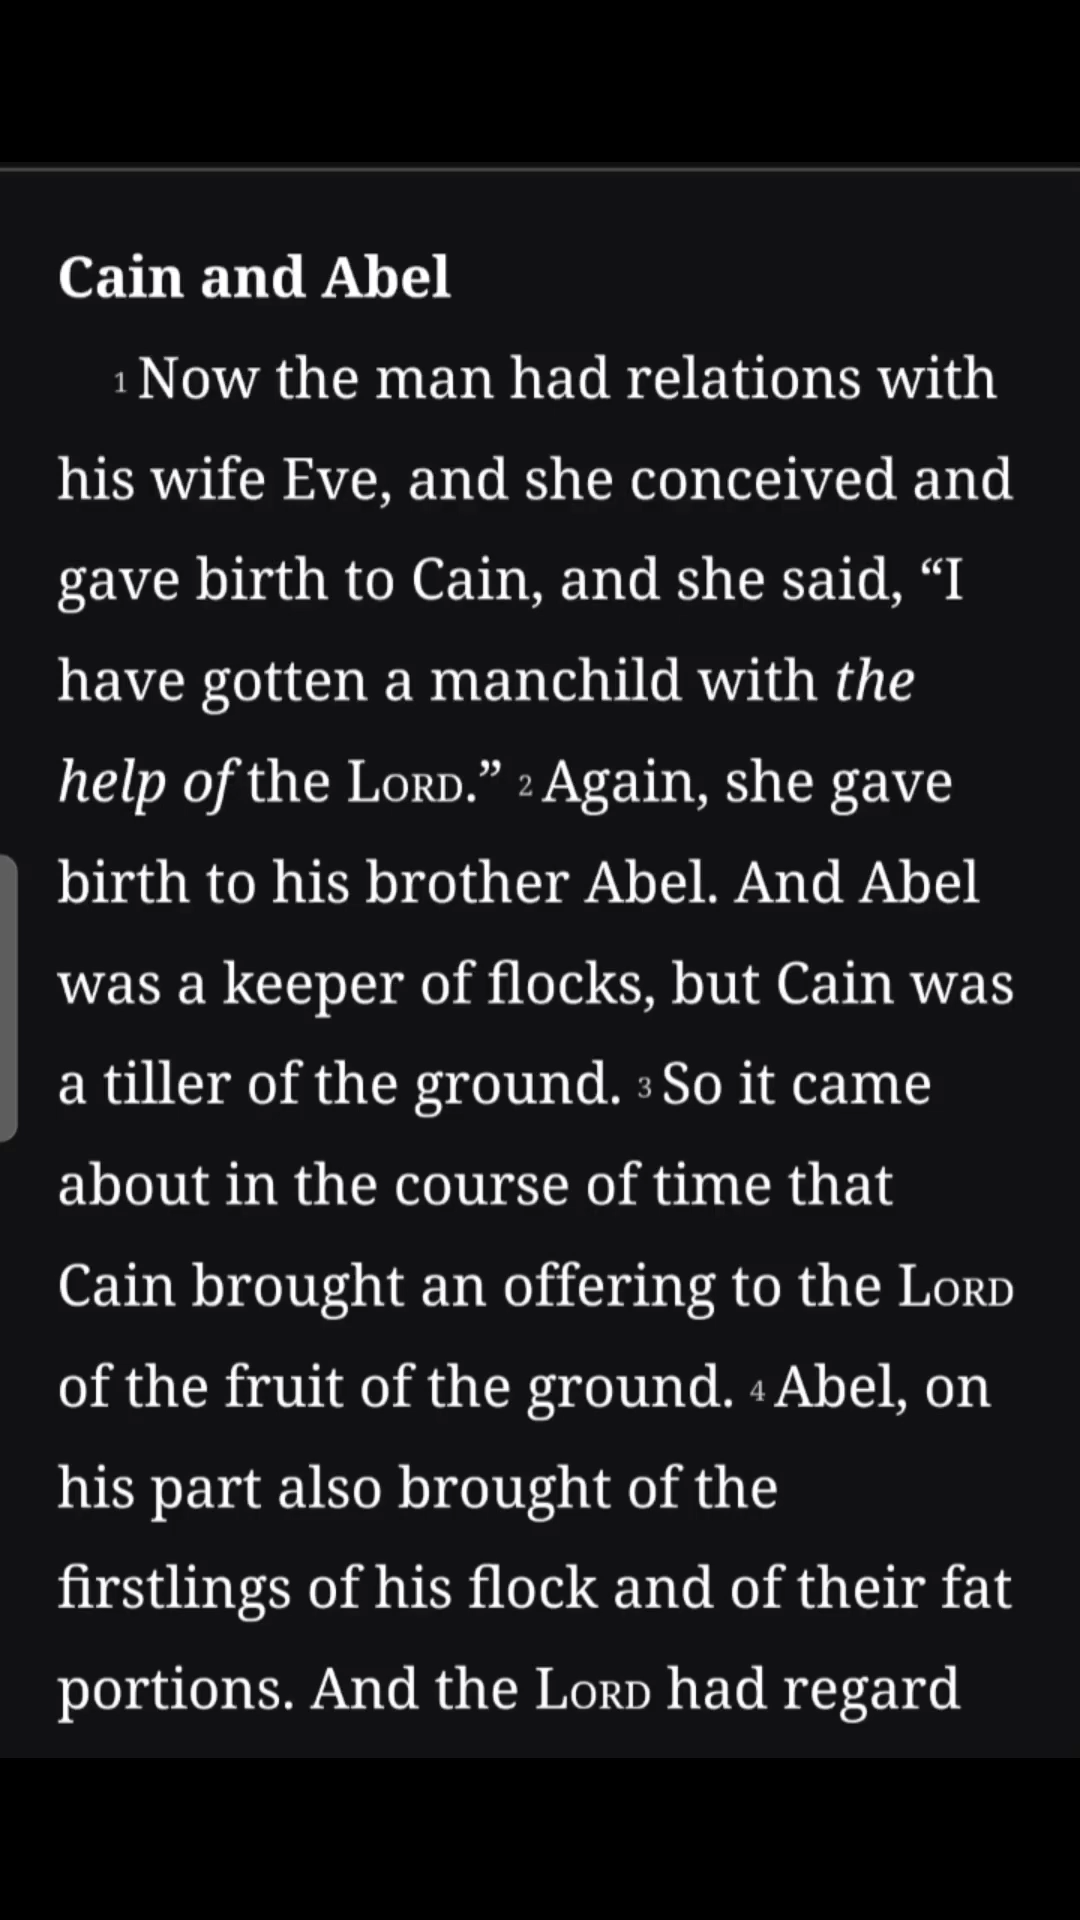 Cain and Abel
1 Now the man had relations with
his wife Eve, and she conceived and
gave birth to Cain, and she said, “I
have gotten a manchild with the
help of the LORD.” 2 Again, she gave
birth to his brother Abel. And Abel
was a keeper of flocks, but Cain was
a tiller of the ground. 3 So it came
about in the course of time that
Cain brought an offering to the LORD
of the fruit of the ground. 4 Abel, on
his part also brought of the
firstlings of his flock and of their fat
portions. And the LORD had regard